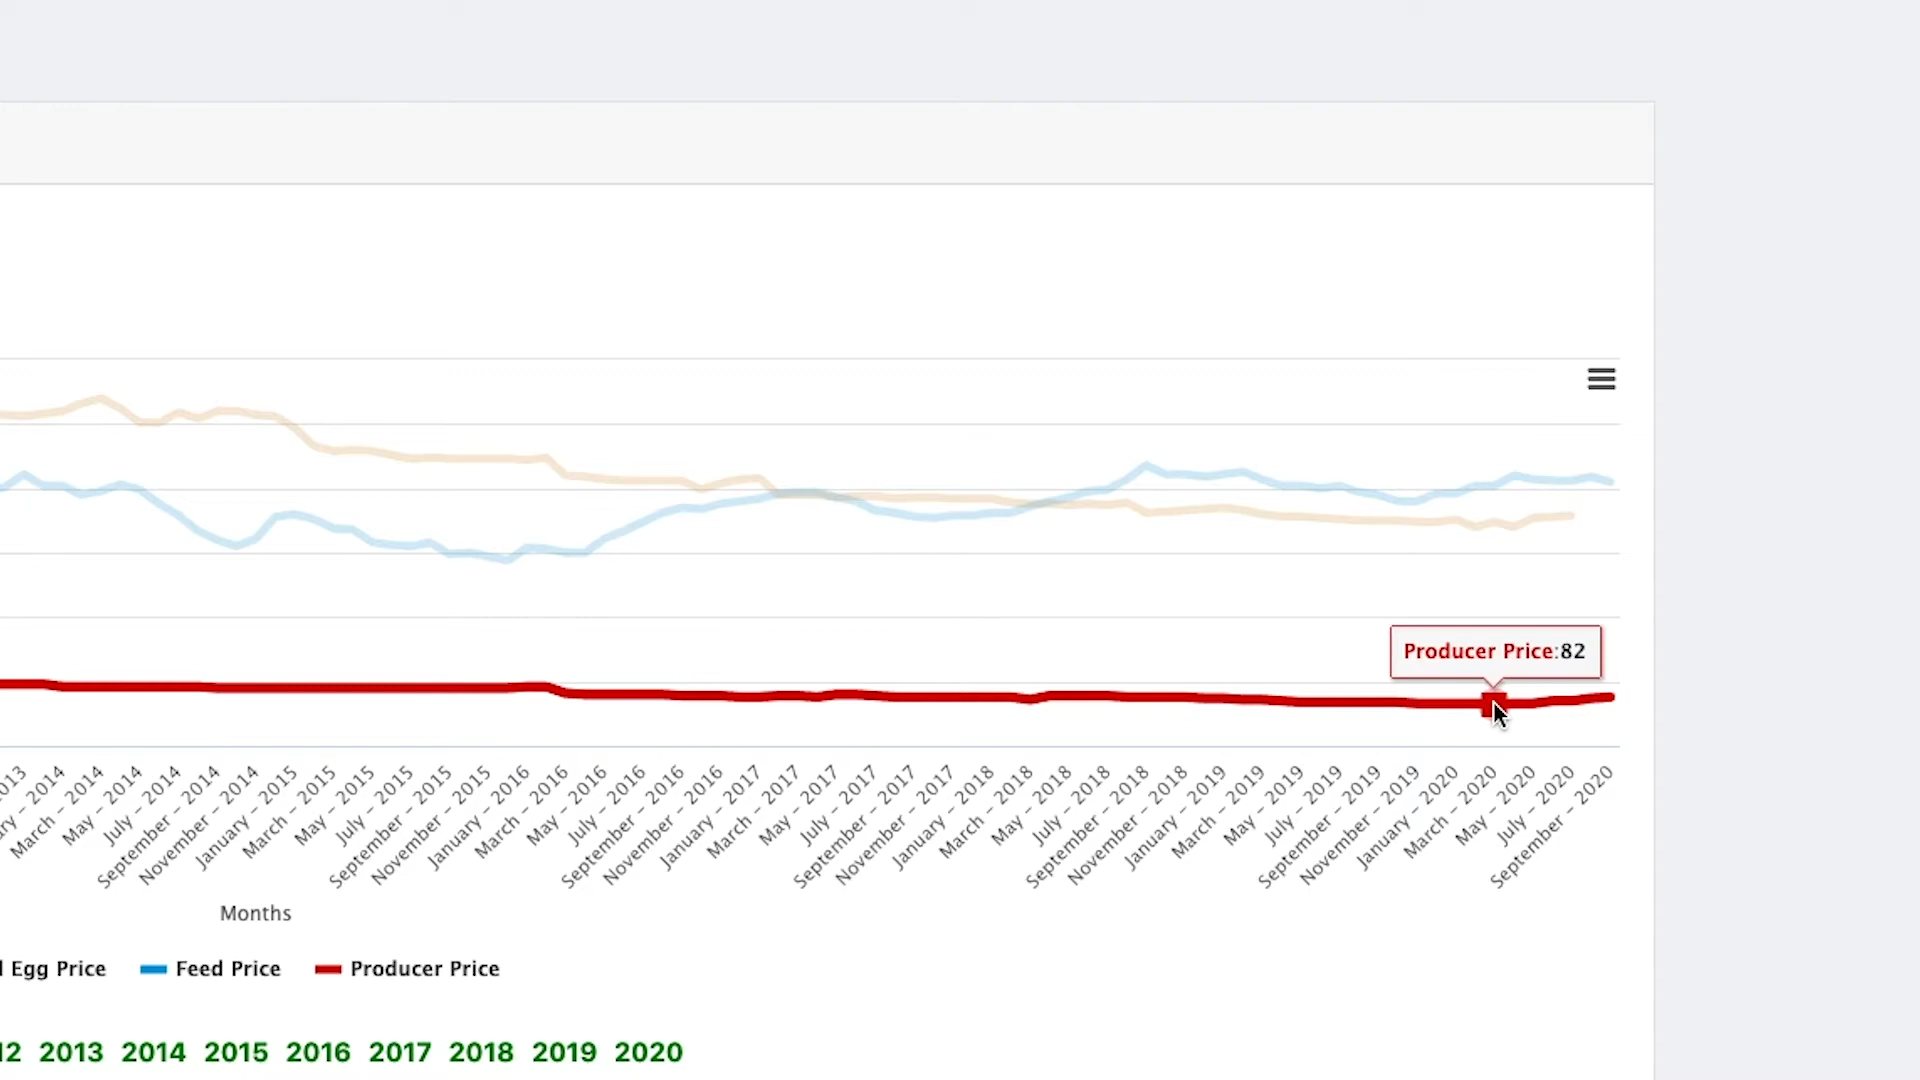 Producer Price:82
2013
March – 2014
May – 2014
July – 2014
September – 2014
November – 2014
January – 2015
March – 2015
May – 2015
July – 2015
September – 2015
November – 2015
January – 2016
March – 2016
May – 2016
July – 2016
September – 2016
November – 2016
January – 2017
March – 2017
May – 2017
July – 2017
September – 2017
November – 2017
January – 2018
March – 2018
May – 2018
July – 2018
September – 2018
November – 2018
January – 2019
March – 2019
May – 2019
July – 2019
September – 2019
November – 2019
January – 2020
March – 2020
May – 2020
July – 2020
September – 2020
Months
Egg Price Feed Price Producer Price
12 2013 2014 2015 2016 2017 2018 2019 2020